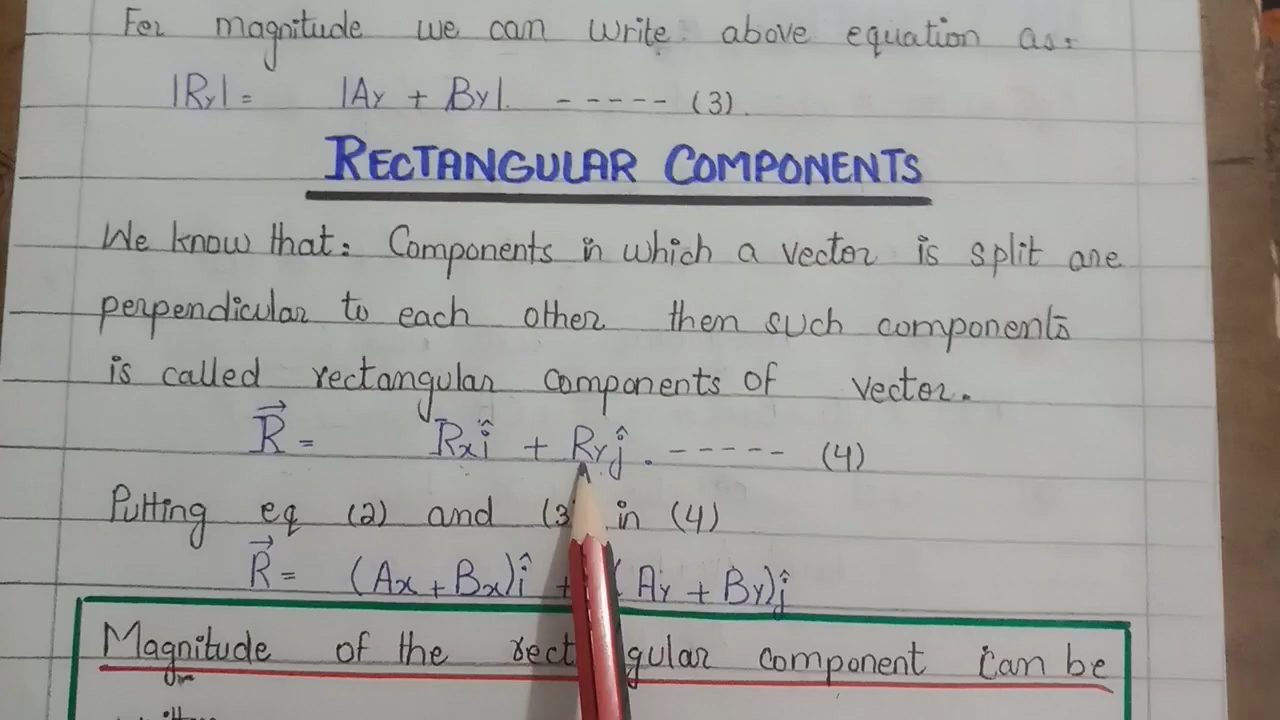 For magnitude we can write above equation as:
|Ry| = |Ay + By|. ----- (3).
RECTANGULAR COMPONENTS
We know that: Components in which a vector is split are
perpendicular to each other then such components
is called rectangular components of vector.
R⃗ = Rxî + Ryĵ. ------ (4)
Putting eq (2) and (3 in (4)
R⃗ = (Ax + Bx)î + (Ay + By)ĵ
Magnitude of the rect gular component can be